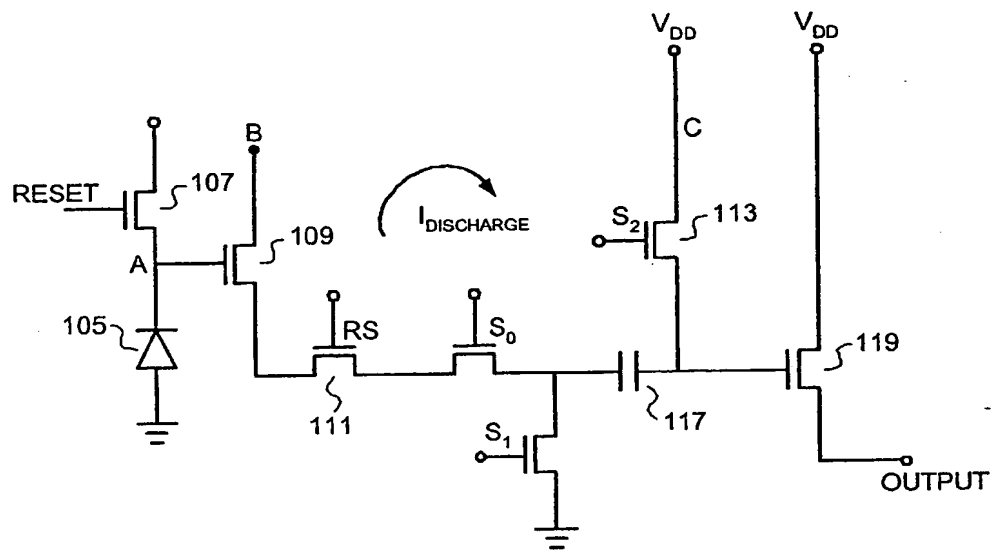 V_DD
V_DD
B
C
RESET
107
I_DISCHARGE
S_2
113
109
A
105
RS
S_0
119
111
117
S_1
OUTPUT